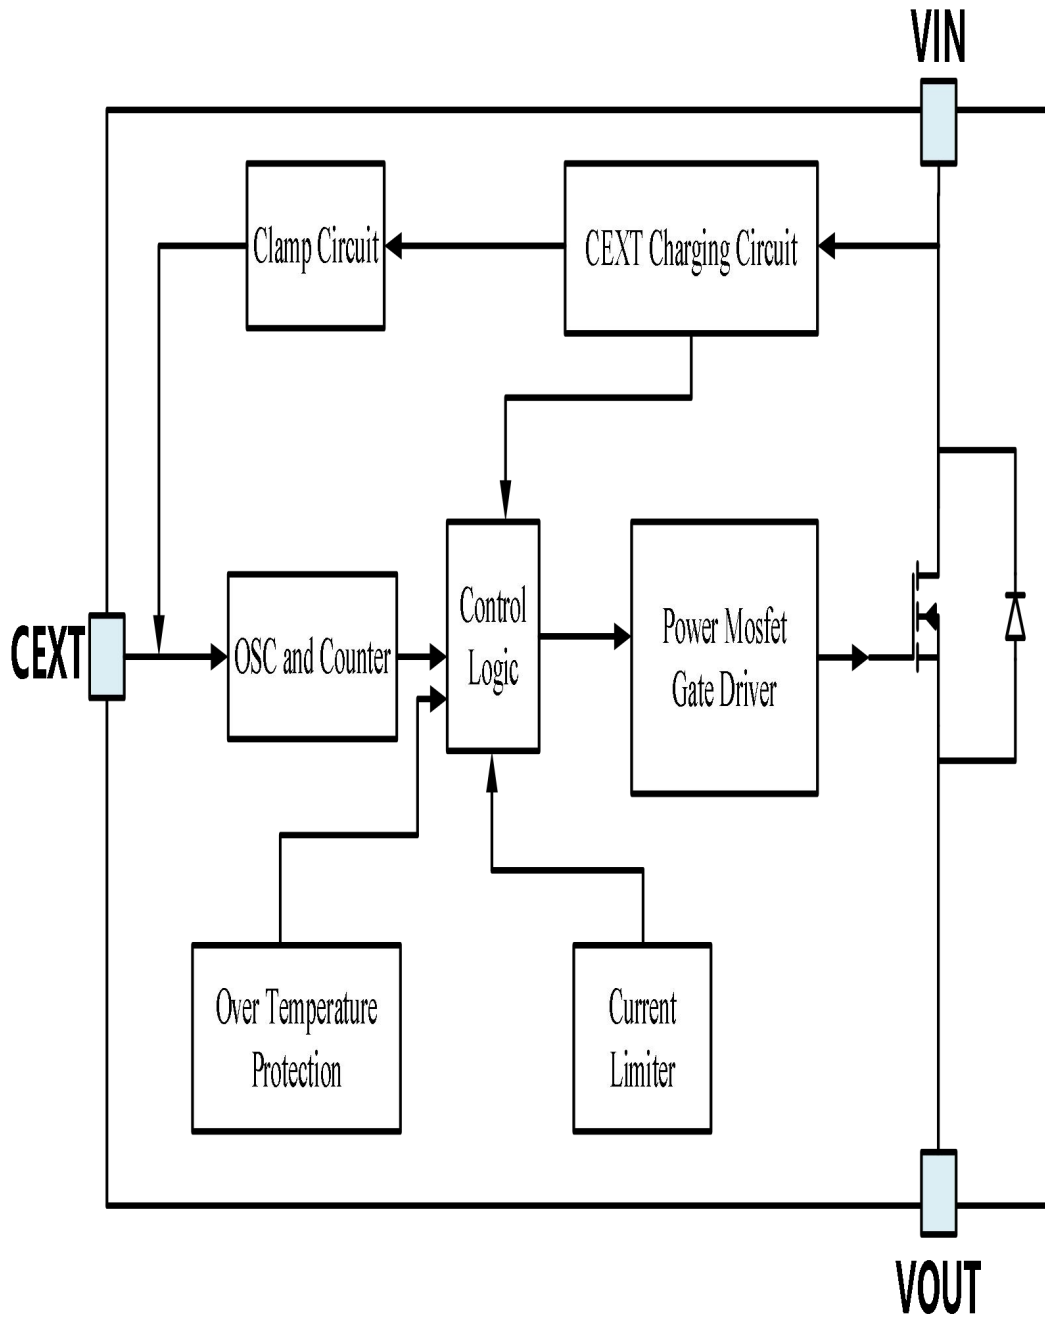 VIN
Clamp Circuit
CEXT Charging Circuit
Control
Logic
Power Mosfet
Gate Driver
CEXT
OSC and Counter
Over Temperature
Protection
Current
Limiter
VOUT